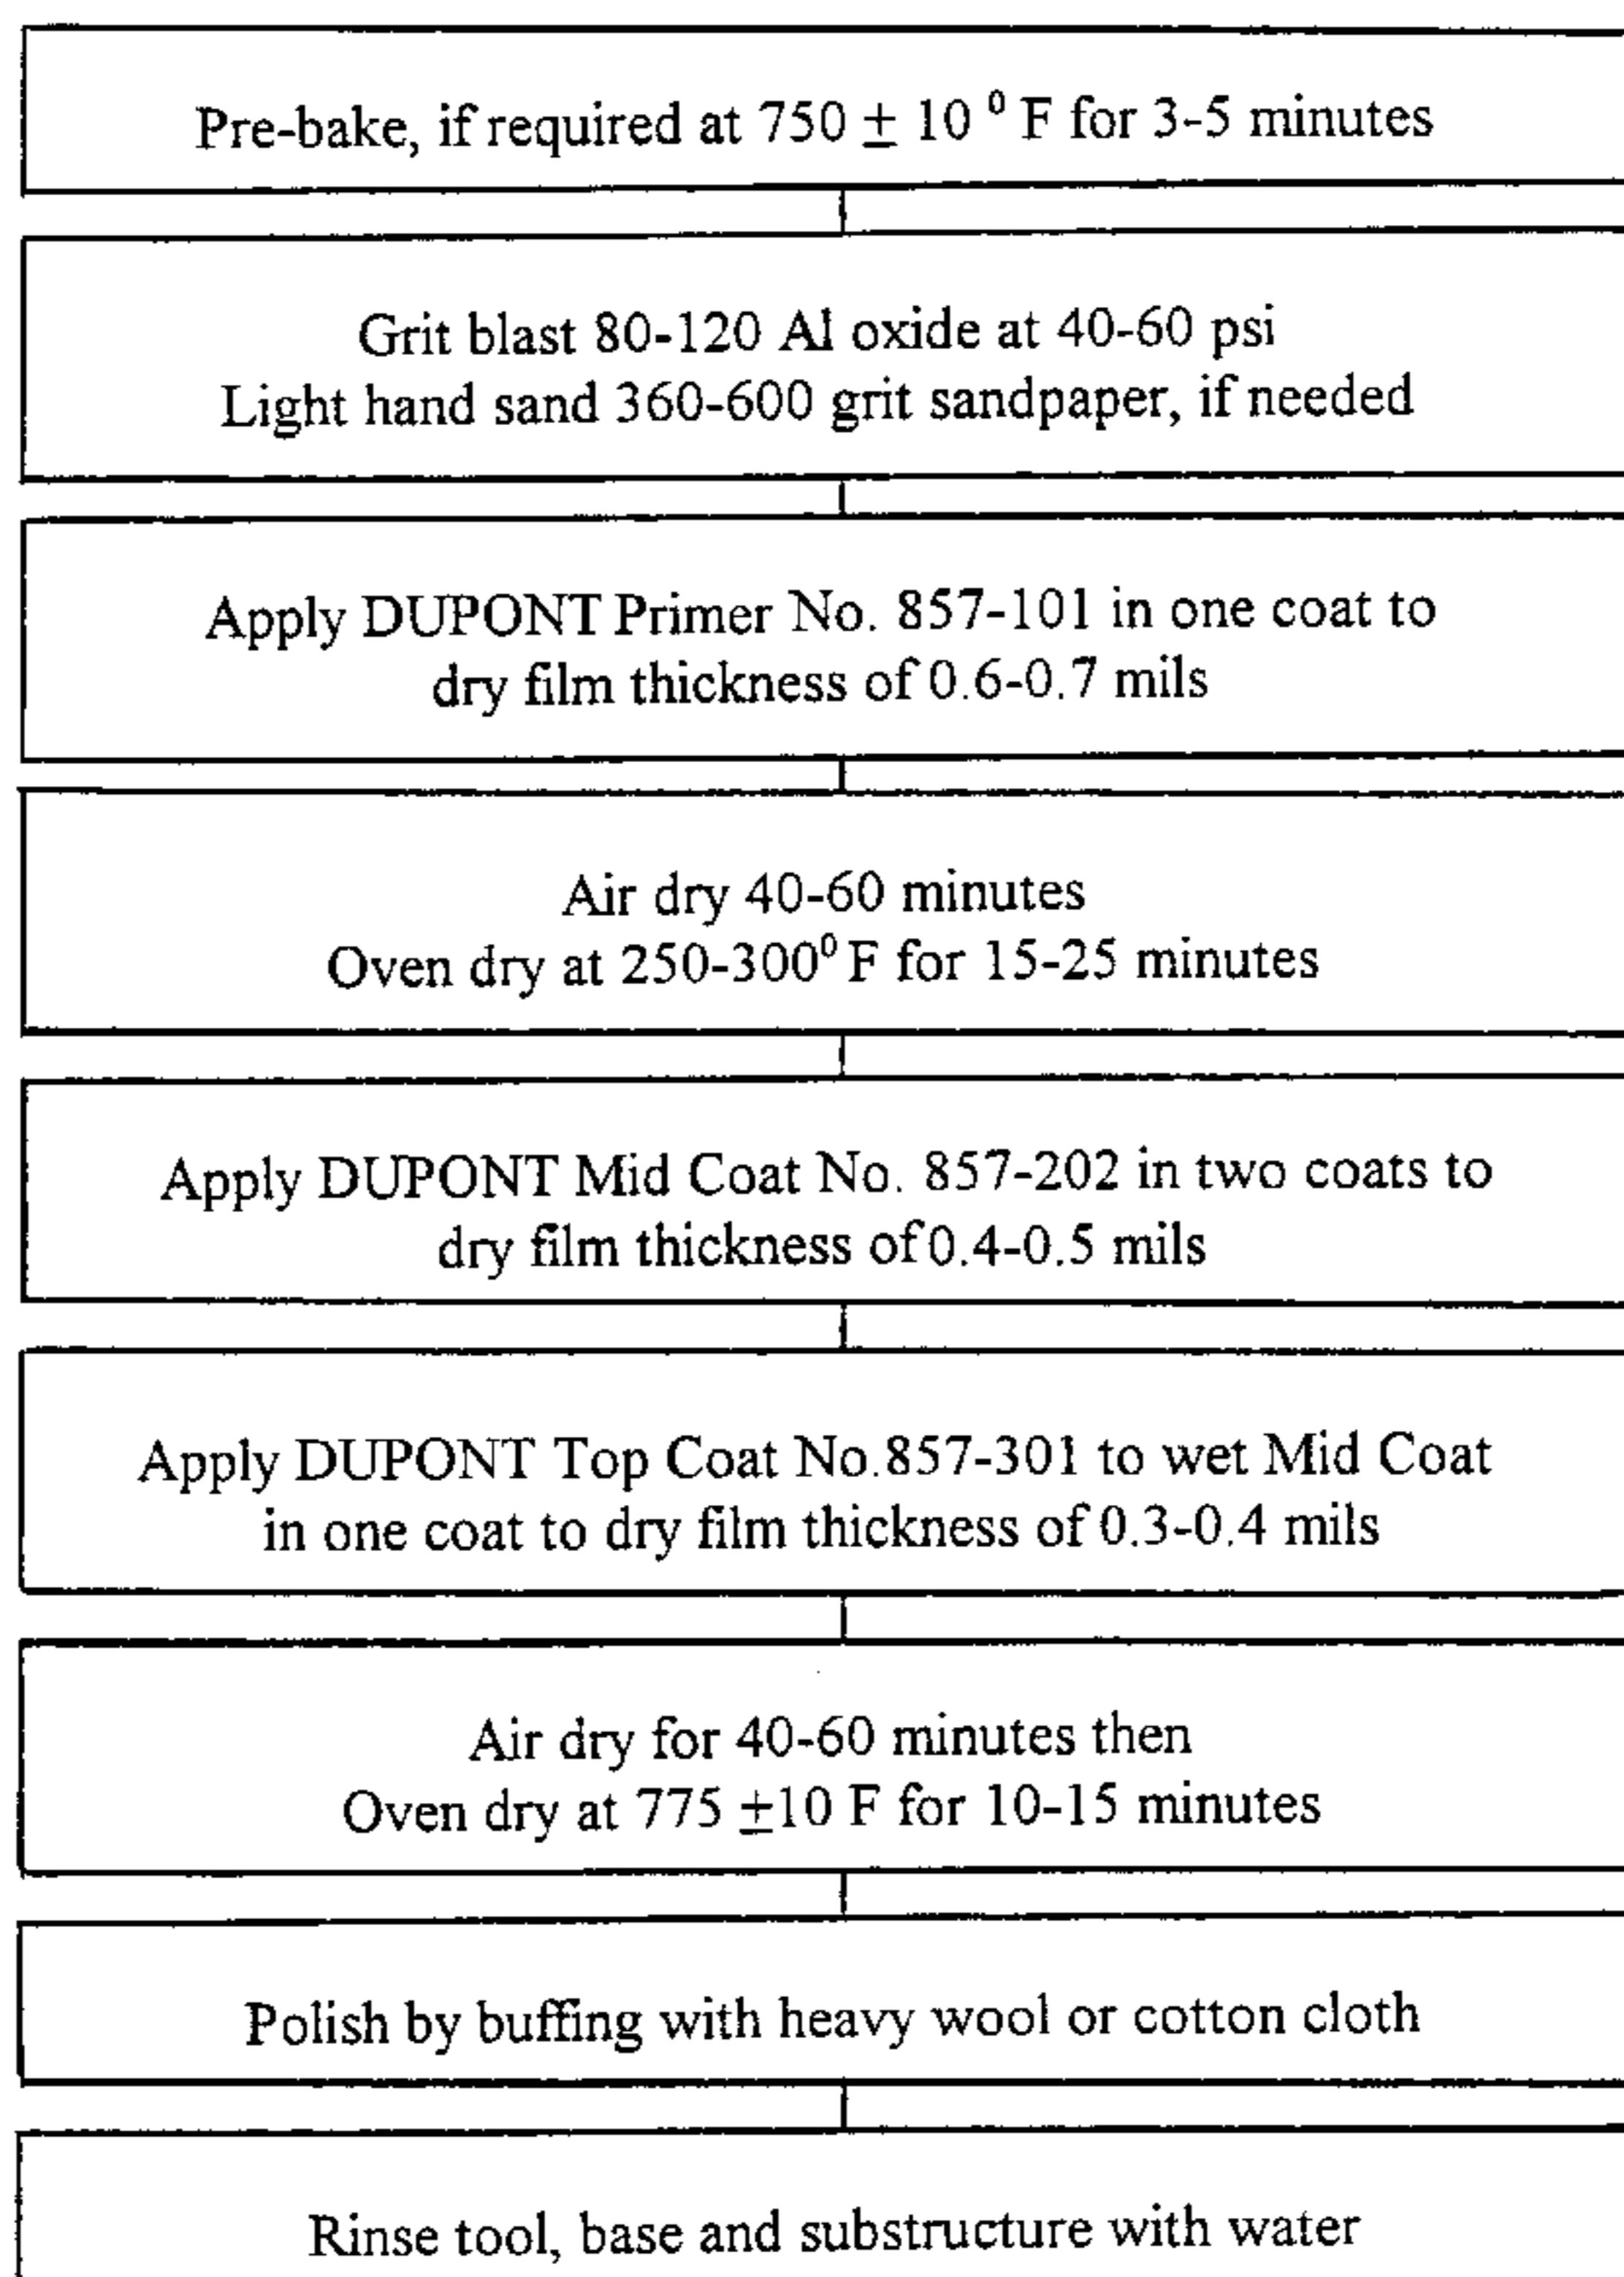 Pre-bake, if required at 750 ± 10 ⁰ F for 3-5 minutes
Grit blast 80-120 Al oxide at 40-60 psi
Light hand sand 360-600 grit sandpaper, if needed
Apply DUPONT Primer No. 857-101 in one coat to
dry film thickness of 0.6-0.7 mils
Air dry 40-60 minutes
Oven dry at 250-300⁰ F for 15-25 minutes
Apply DUPONT Mid Coat No. 857-202 in two coats to
dry film thickness of 0.4-0.5 mils
Apply DUPONT Top Coat No.857-301 to wet Mid Coat
in one coat to dry film thickness of 0.3-0.4 mils
Air dry for 40-60 minutes then
Oven dry at 775 ±10 F for 10-15 minutes
Polish by buffing with heavy wool or cotton cloth
Rinse tool, base and substructure with water